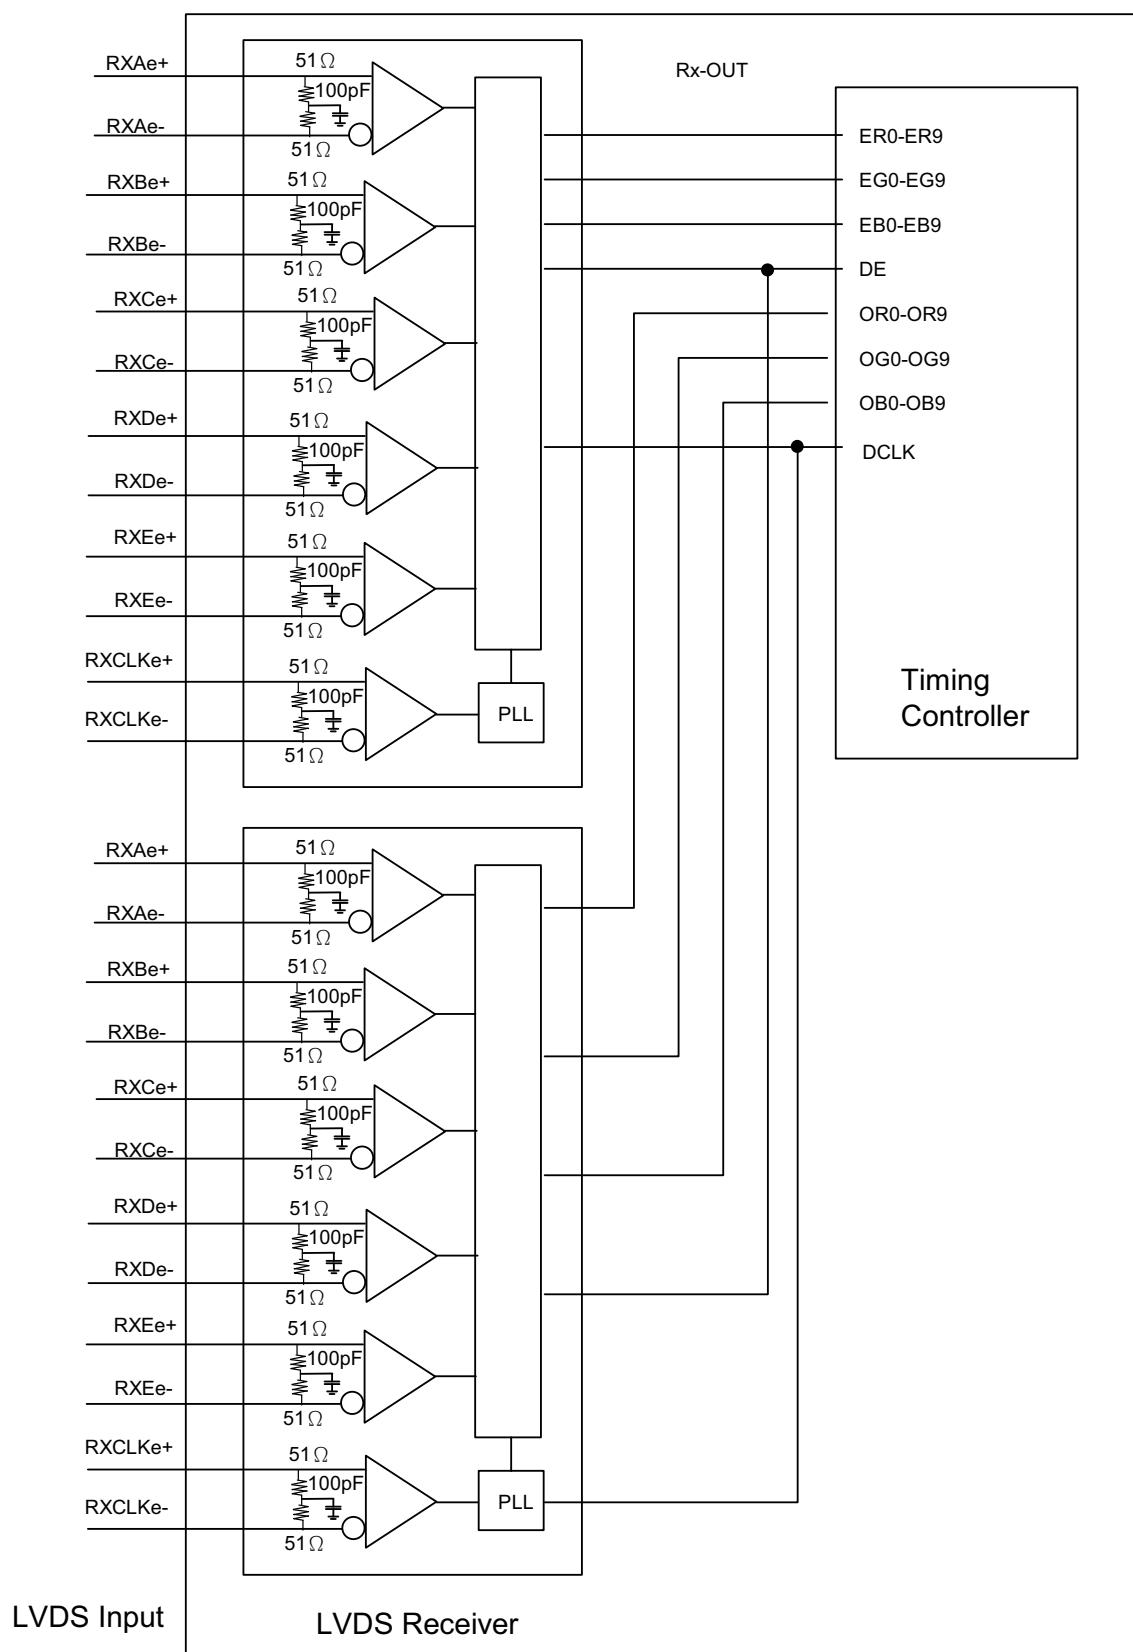 Rx-OUT
RXAe+
51Ω
100pF
RXAe-
51Ω
RXBe+
51Ω
100pF
RXBe-
51Ω
RXCe+
51Ω
100pF
RXCe-
51Ω
RXDe+
51Ω
100pF
RXDe-
51Ω
RXEe+
51Ω
100pF
RXEe-
51Ω
RXCLKe+
51Ω
100pF
RXCLKe-
51Ω
PLL
ER0-ER9
EG0-EG9
EB0-EB9
DE
OR0-OR9
OG0-OG9
OB0-OB9
DCLK
Timing
Controller
RXAe+
51Ω
100pF
RXAe-
51Ω
RXBe+
51Ω
100pF
RXBe-
51Ω
RXCe+
51Ω
100pF
RXCe-
51Ω
RXDe+
51Ω
100pF
RXDe-
51Ω
RXEe+
51Ω
100pF
RXEe-
51Ω
RXCLKe+
51Ω
100pF
RXCLKe-
51Ω
PLL
LVDS Input
LVDS Receiver